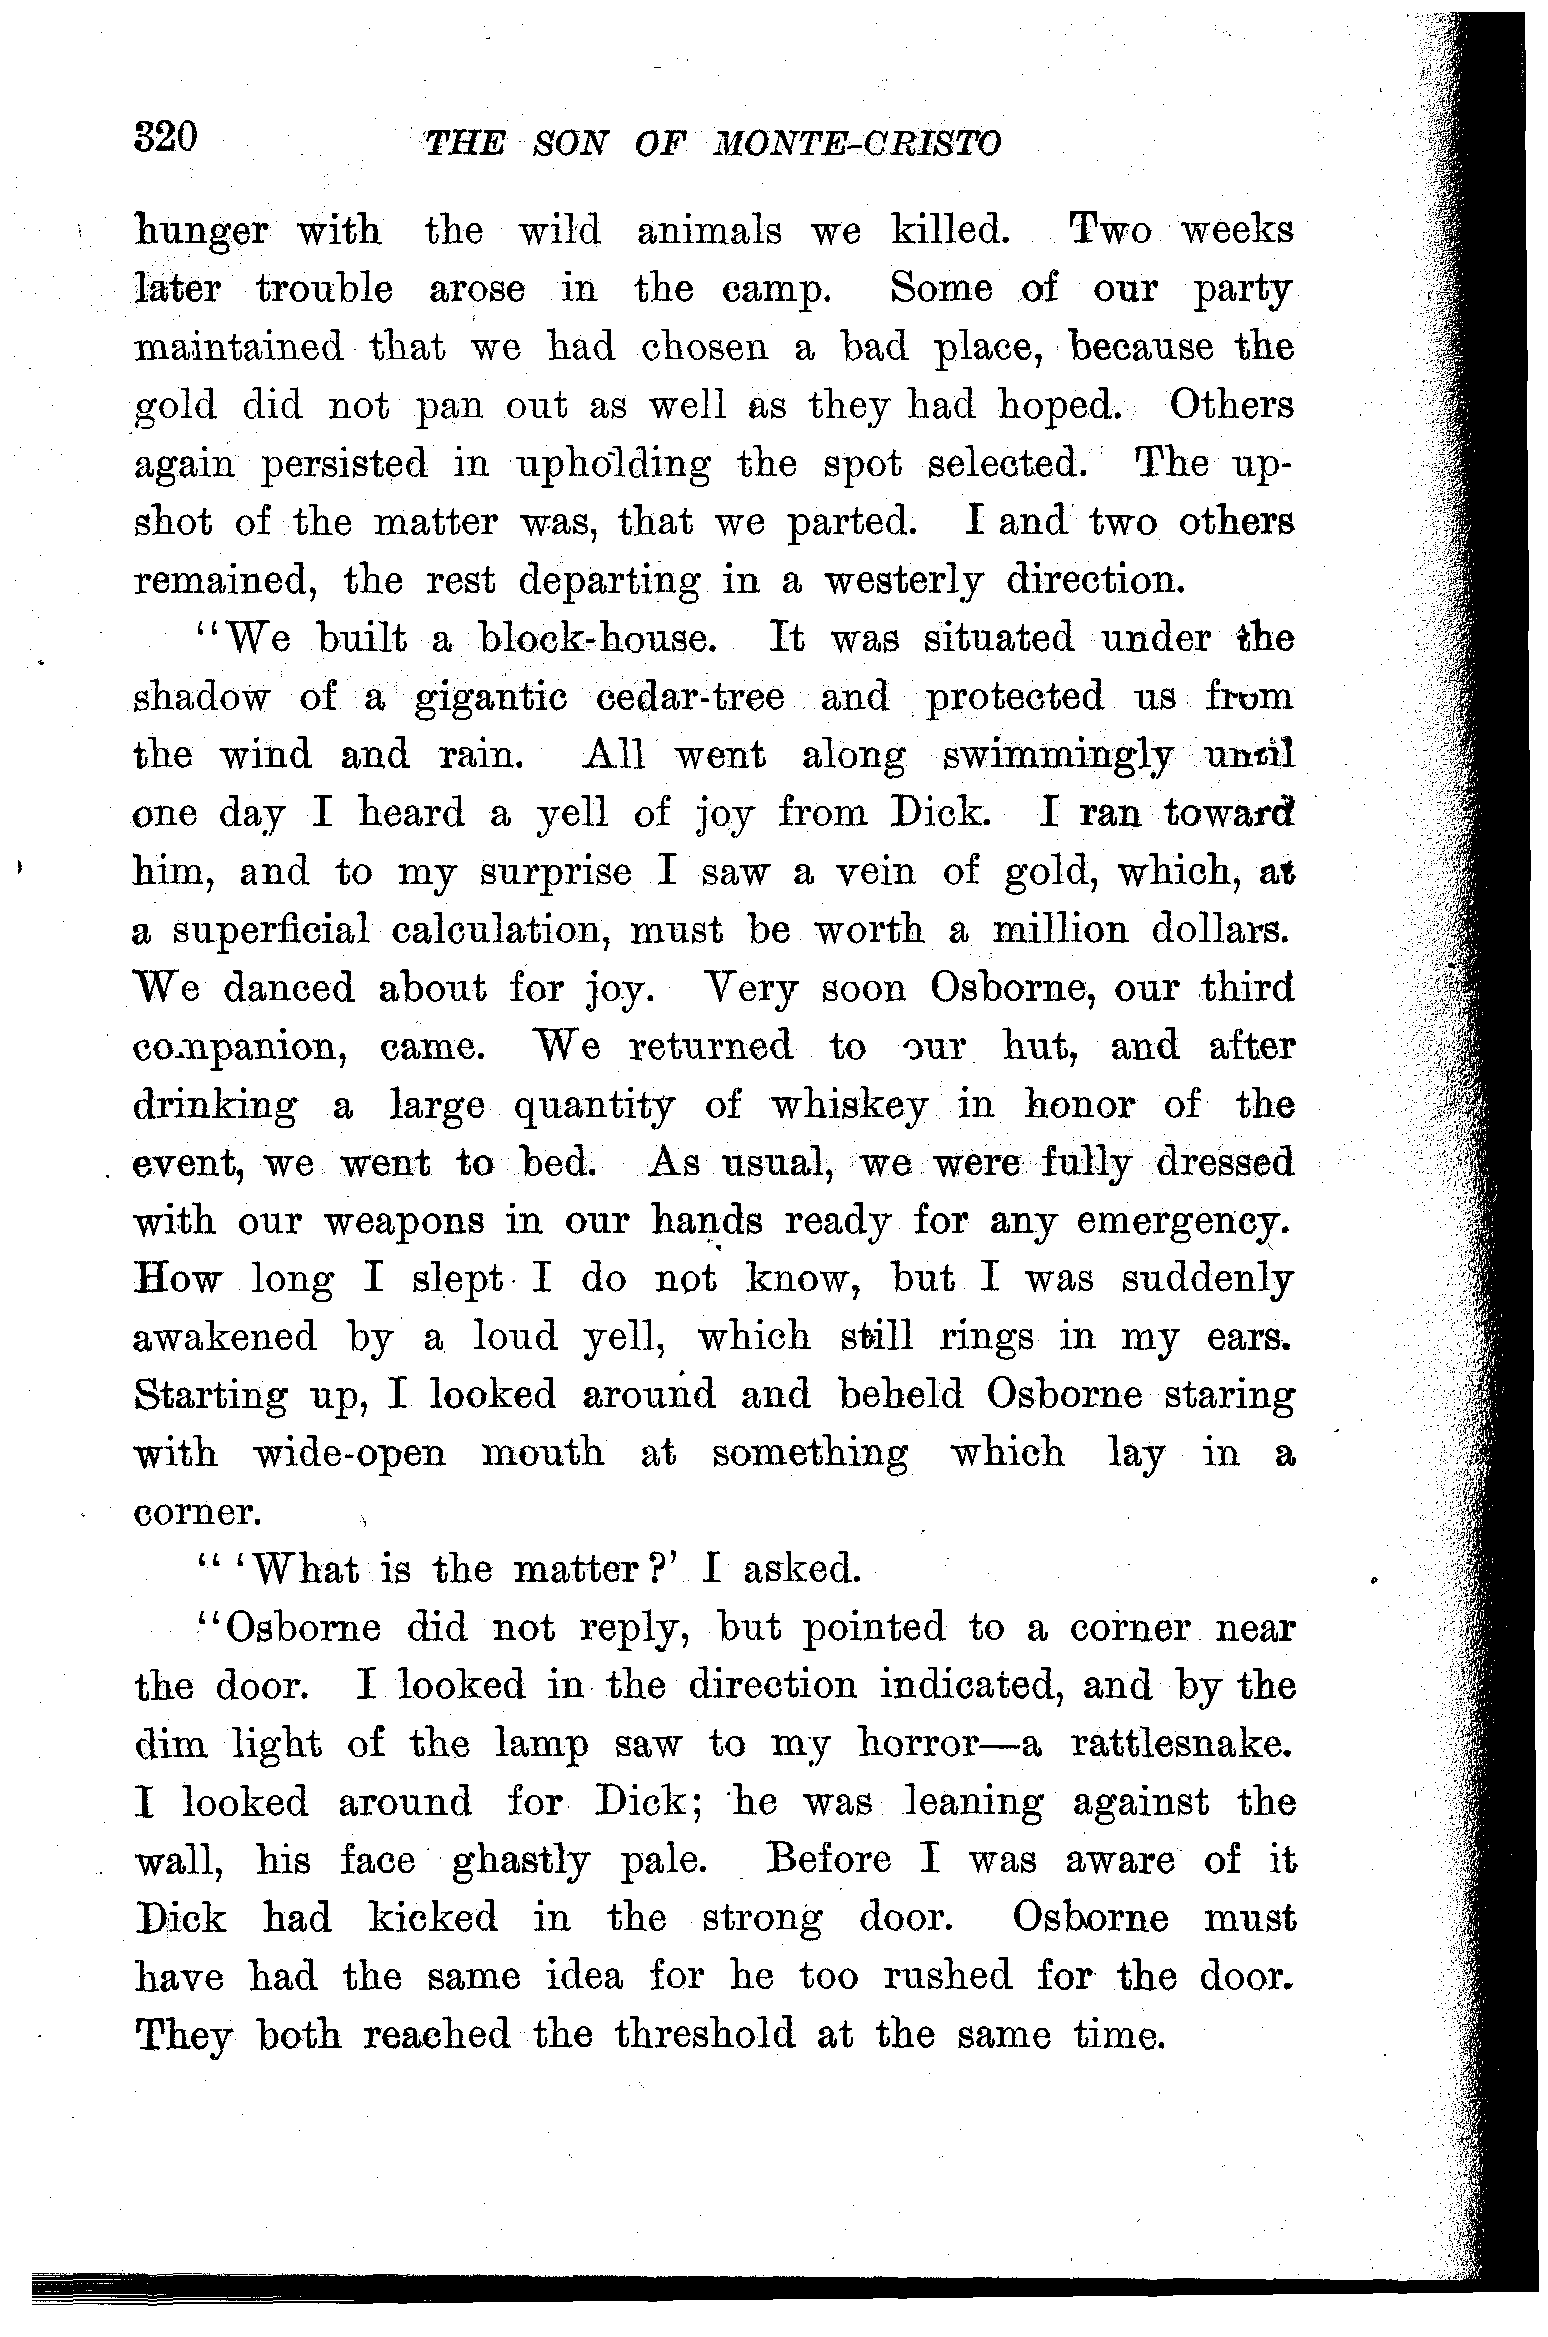 320 THE SON OF MONTE-CRISTO
hunger with the wild animals we killed. Two weeks
later trouble arose in the camp. Some of our party
maintained that we had chosen a bad place, because the
gold did not pan out as well as they had hoped. Others
again persisted in upholding the spot selected. The up-
shot of the matter was, that we parted. I and two others
remained, the rest departing in a westerly direction.
“We built a block-house. It was situated under the
shadow of a gigantic cedar-tree and protected us from
the wind and rain. All went along swimmingly until
one day I heard a yell of joy from Dick. I ran toward
him, and to my surprise I saw a vein of gold, which, at
a superficial calculation, must be worth a million dollars.
We danced about for joy. Very soon Osborne, our third
companion, came. We returned to our hut, and after
drinking a large quantity of whiskey in honor of the
event, we went to bed. As usual, we were fully dressed
with our weapons in our hands ready for any emergency.
How long I slept I do not know, but I was suddenly
awakened by a loud yell, which still rings in my ears.
Starting up, I looked around and beheld Osborne staring
with wide-open mouth at something which lay in a
corner.
“ ‘What is the matter?’ I asked.
“Osborne did not reply, but pointed to a corner near
the door. I looked in the direction indicated, and by the
dim light of the lamp saw to my horror—a rattlesnake.
I looked around for Dick; he was leaning against the
wall, his face ghastly pale. Before I was aware of it
Dick had kicked in the strong door. Osborne must
have had the same idea for he too rushed for the door.
They both reached the threshold at the same time.